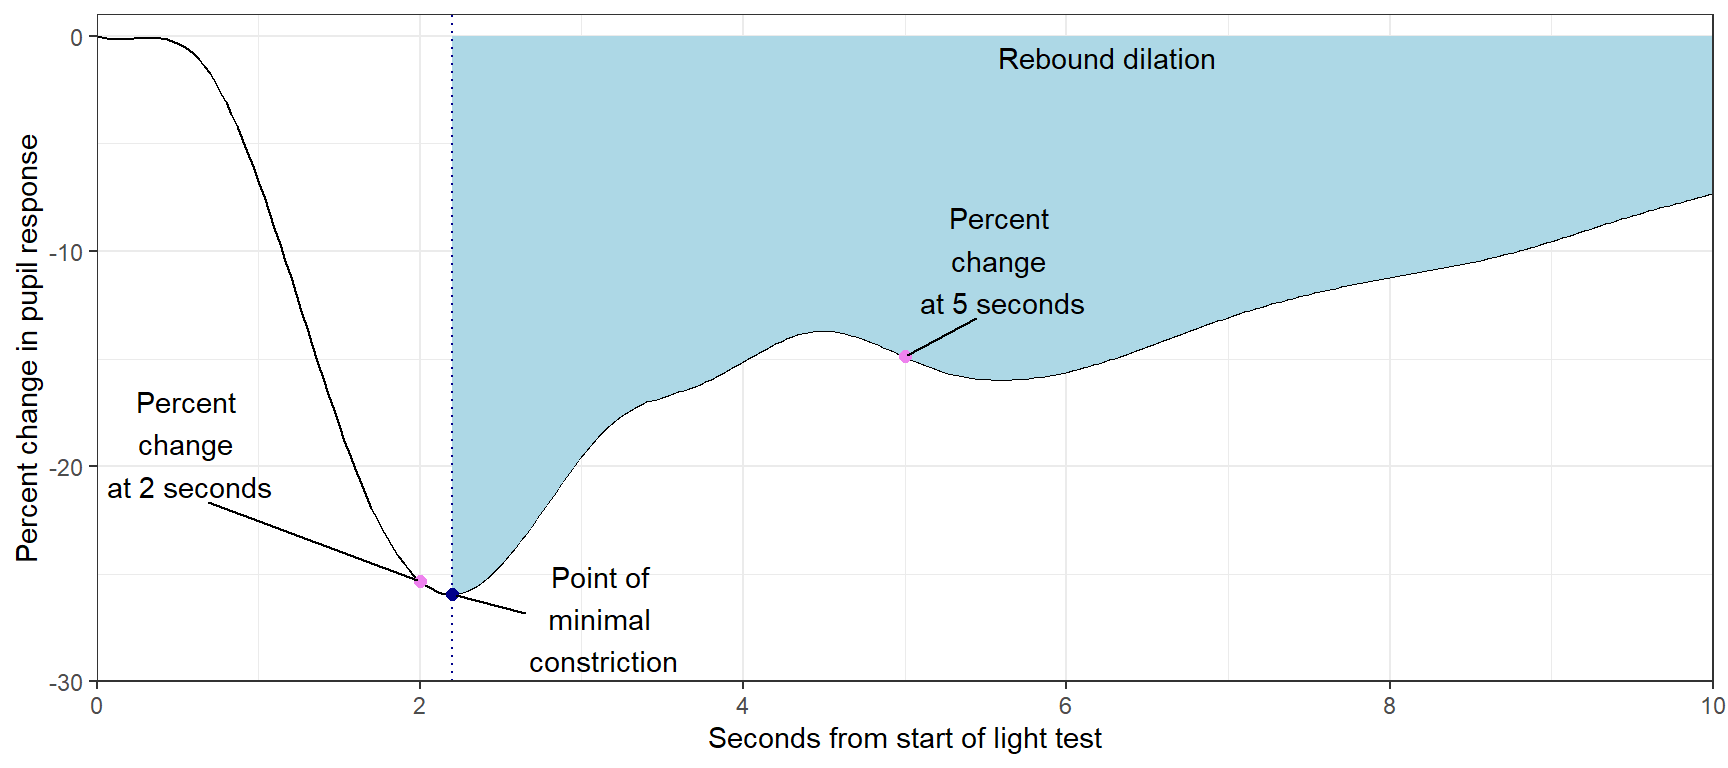 Rebound dilation
Percent
change
at 5 seconds
Percent
change
at 2 seconds
Point of
minimal
constriction
Percent change in pupil response
0
-10
-20
-30
0
2
4
6
8
10
Seconds from start of light test